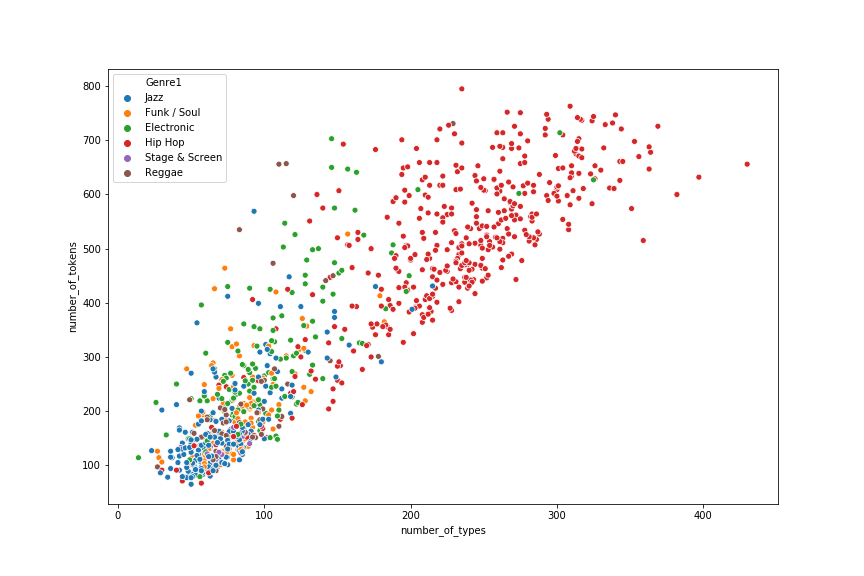 Genre1
Jazz
Funk / Soul
Electronic
Hip Hop
Stage & Screen
Reggae
800
700
600
500
400
300
200
100
number_of_tokens
0
100
200
300
400
number_of_types